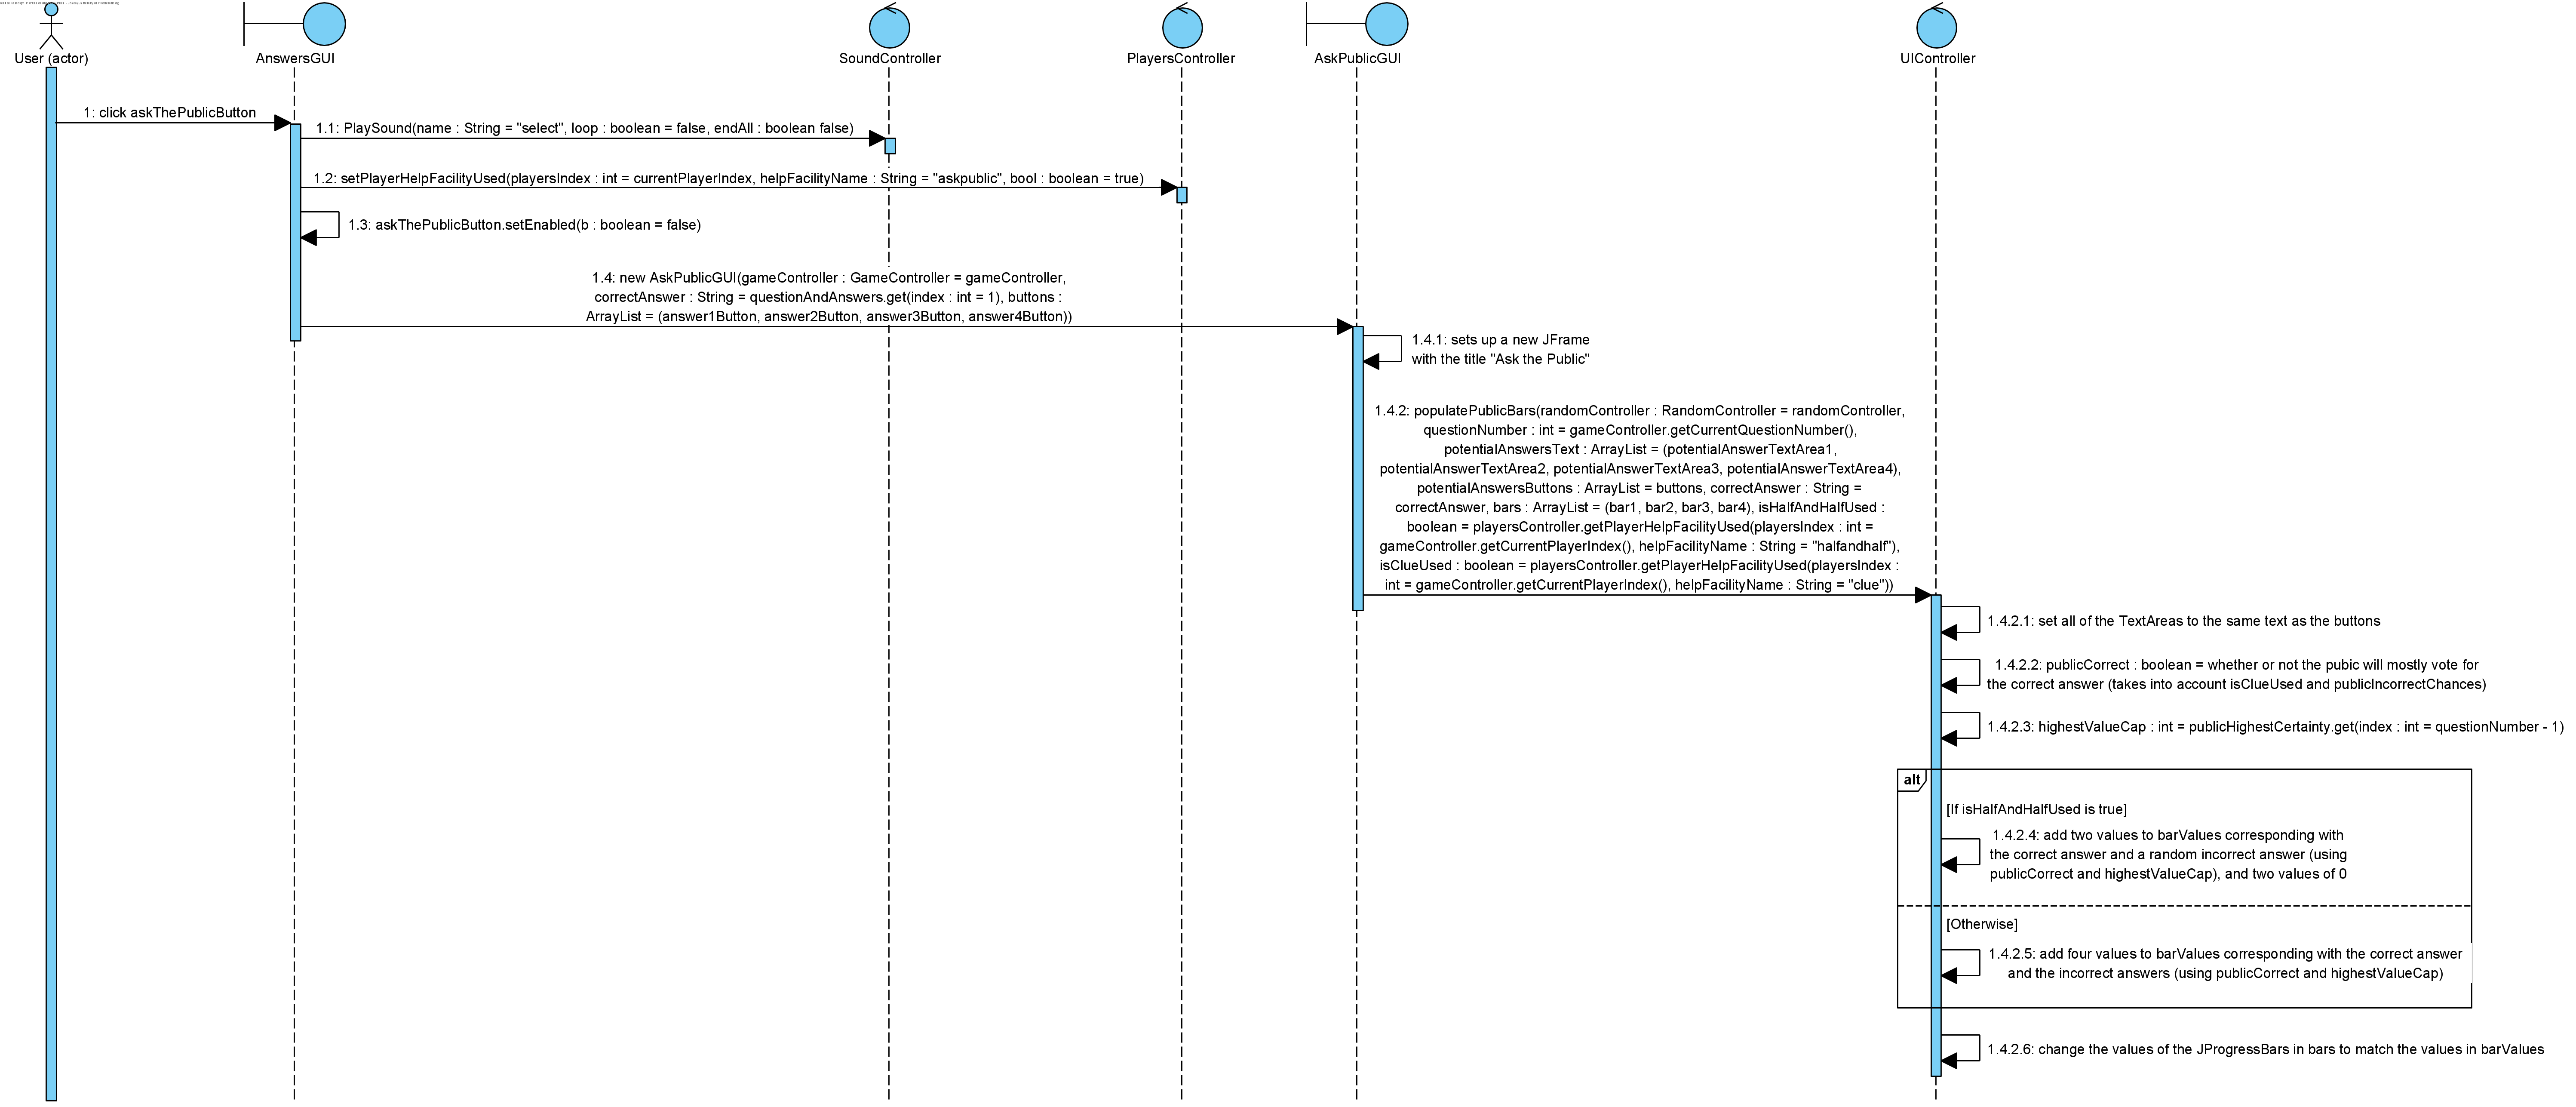 User (actor)
AnswersGUI
SoundController
PlayersController
AskPublicGUI
UIController
1: click askThePublicButton
1.1: PlaySound(name : String = "select", loop : boolean = false, endAll : boolean false)
1.2: setPlayerHelpFacilityUsed(playersIndex : int = currentPlayerIndex, helpFacilityName : String = "askpublic", bool : boolean = true)
1.3: askThePublicButton.setEnabled(b : boolean = false)
1.4: new AskPublicGUI(gameController : GameController = gameController,
correctAnswer : String = questionAndAnswers.get(index : int = 1), buttons :
ArrayList = (answer1Button, answer2Button, answer3Button, answer4Button))
1.4.1: sets up a new JFrame
with the title "Ask the Public"
1.4.2: populatePublicBars(randomController : RandomController = randomController,
questionNumber : int = gameController.getCurrentQuestionNumber(),
potentialAnswersText : ArrayList = (potentialAnswerTextArea1,
potentialAnswerTextArea2, potentialAnswerTextArea3, potentialAnswerTextArea4),
potentialAnswersButtons : ArrayList = buttons, correctAnswer : String =
correctAnswer, bars : ArrayList = (bar1, bar2, bar3, bar4), isHalfAndHalfUsed :
boolean = playersController.getPlayerHelpFacilityUsed(playersIndex : int =
gameController.getCurrentPlayerIndex(), helpFacilityName : String = "halfandhalf"),
isClueUsed : boolean = playersController.getPlayerHelpFacilityUsed(playersIndex :
int = gameController.getCurrentPlayerIndex(), helpFacilityName : String = "clue"))
1.4.2.1: set all of the TextAreas to the same text as the buttons
1.4.2.2: publicCorrect : boolean = whether or not the pubic will mostly vote for
the correct answer (takes into account isClueUsed and publicIncorrectChances)
1.4.2.3: highestValueCap : int = publicHighestCertainty.get(index : int = questionNumber - 1)
alt
[If isHalfAndHalfUsed is true]
1.4.2.4: add two values to barValues corresponding with
the correct answer and a random incorrect answer (using
publicCorrect and highestValueCap), and two values of 0
[Otherwise]
1.4.2.5: add four values to barValues corresponding with the correct answer
and the incorrect answers (using publicCorrect and highestValueCap)
1.4.2.6: change the values of the JProgressBars in bars to match the values in barValues